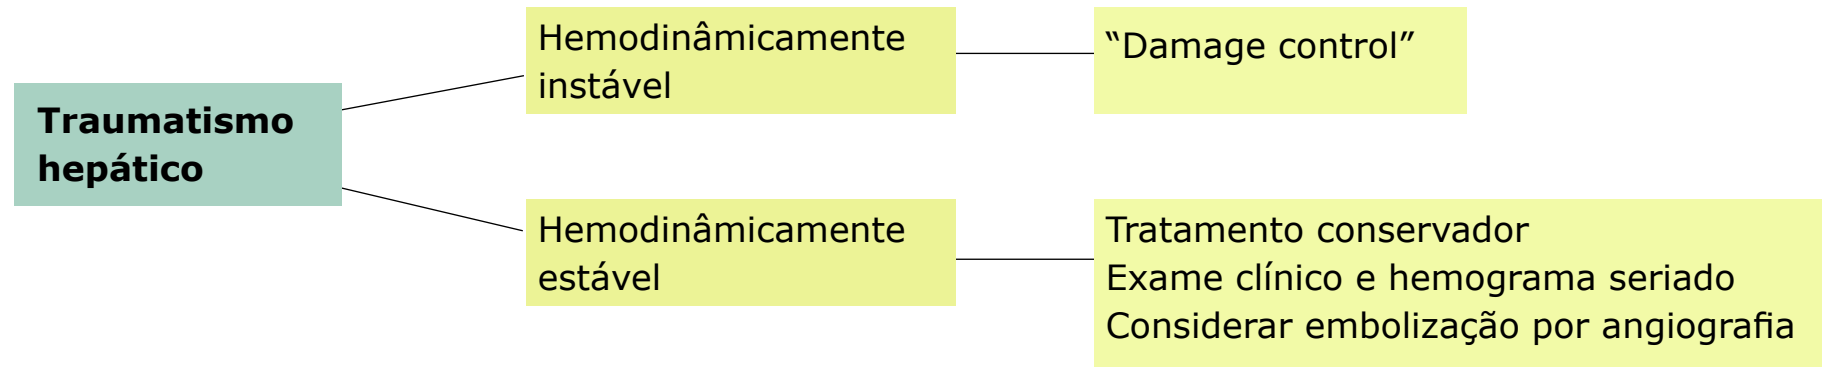 Traumatismo
hepático
Hemodinâmicamente
instável
“Damage control”
Hemodinâmicamente
estável
Tratamento conservador
Exame clínico e hemograma seriado
Considerar embolização por angiografia